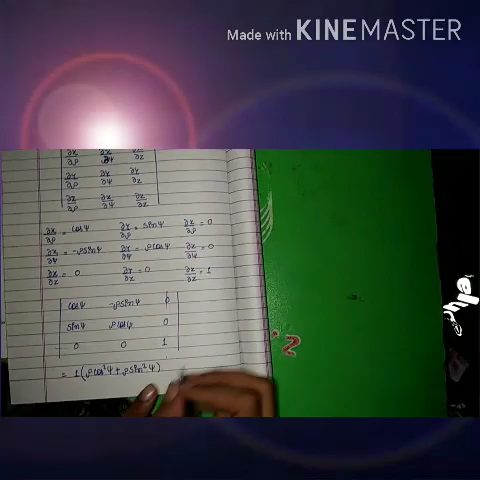 Made with KINEMASTER
∂x/∂ρ ∂x/∂ψ ∂x/∂z
∂y/∂ρ ∂y/∂ψ ∂y/∂z
∂z/∂ρ ∂z/∂ψ ∂z/∂z
∂x/∂ρ = cosψ ∂y/∂ρ = sinψ ∂z/∂ρ = 0
∂x/∂ψ = -ρsinψ ∂y/∂ψ = ρcosψ ∂z/∂ψ = 0
∂x/∂z = 0 ∂y/∂z = 0 ∂z/∂z = 1
cosψ -ρsinψ 0
sinψ ρcosψ 0
0 0 1
= 1(ρcos²ψ + ρsin²ψ)